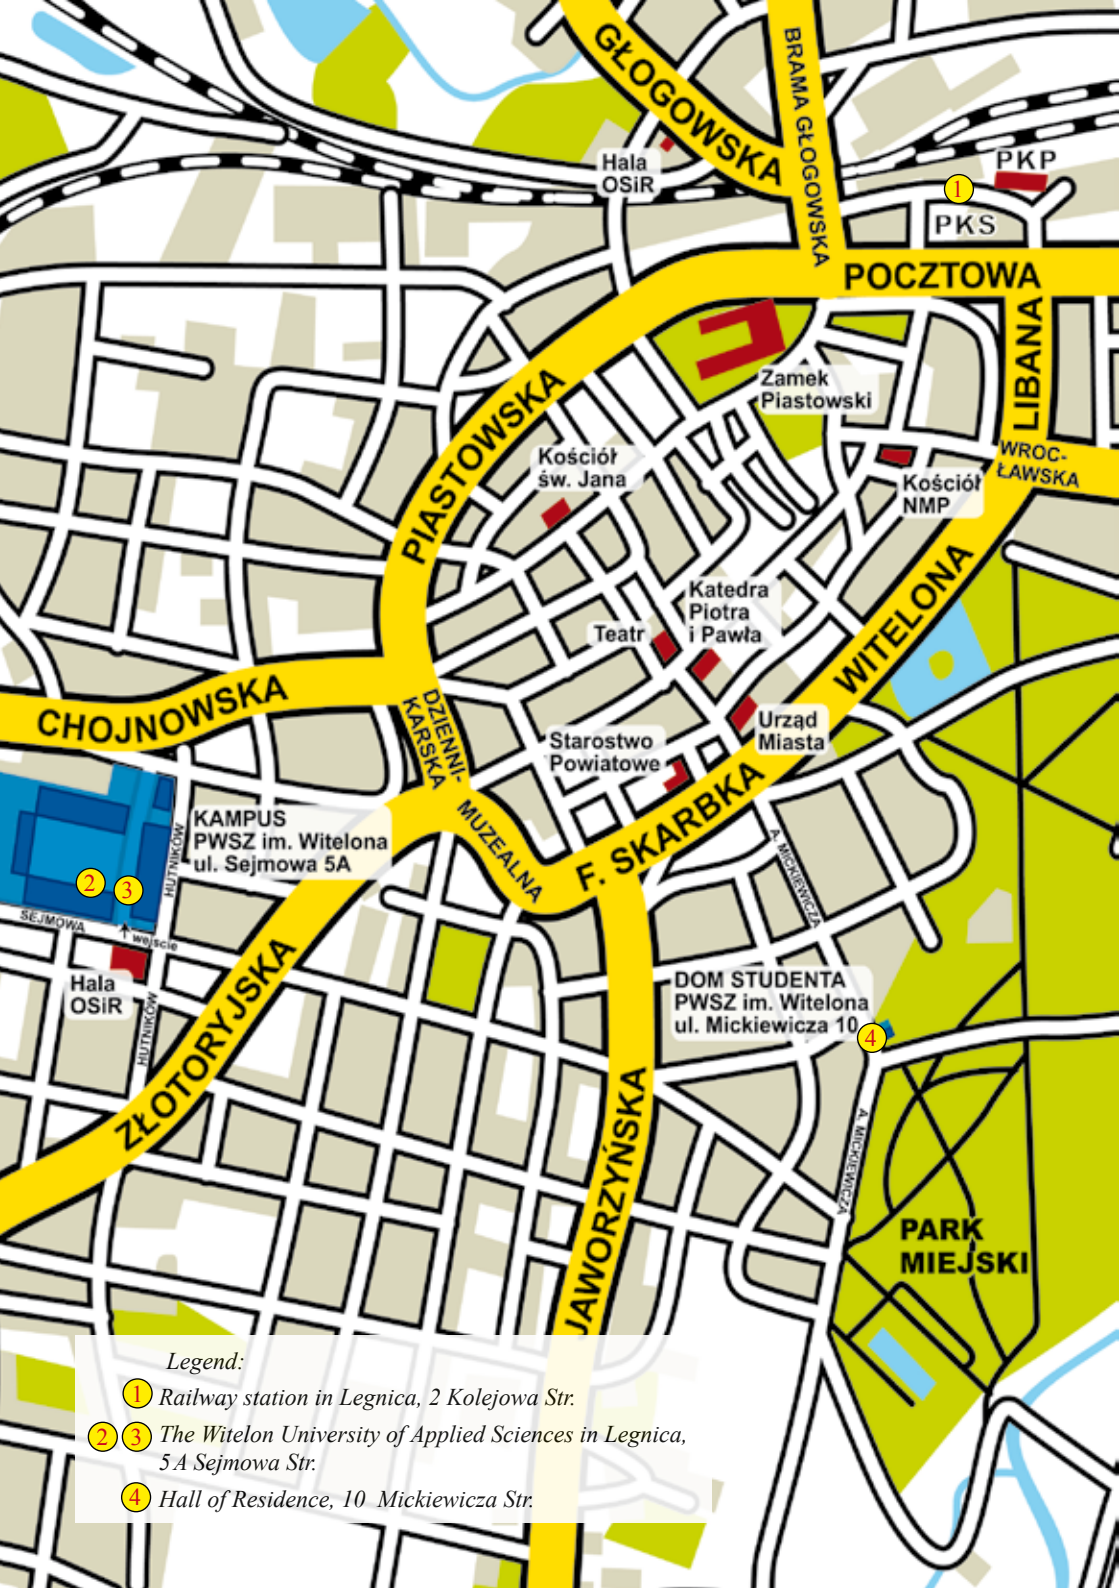 GŁOGOWSKA
BRAMA GŁOGOWSKA
Hala
OSiR
PKP
1
PKS
POCZTOWA
LIBANA
Zamek
Piastowski
PIASTOWSKA
WROC-
ŁAWSKA
Kościół
św. Jana
Kościół
NMP
WITELONA
Katedra
Piotra
i Pawła
Teatr
CHOJNOWSKA
DZIENNI-
KARSKA
Urząd
Miasta
Starostwo
Powiatowe
MUZEALNA
F. SKARBKA
KAMPUS
PWSZ im. Witelona
ul. Sejmowa 5A
HUTNIKÓW
A. MICKIEWICZA
2
3
SEJMOWA
wejście
Hala
OSiR
HUTNIKÓW
ZŁOTORYJSKA
DOM STUDENTA
PWSZ im. Witelona
ul. Mickiewicza 10
4
JAWORZYŃSKA
A. MICKIEWICZA
PARK
MIEJSKI
Legend:
1 Railway station in Legnica, 2 Kolejowa Str.
2 3 The Witelon University of Applied Sciences in Legnica,
5A Sejmowa Str.
4 Hall of Residence, 10 Mickiewicza Str.